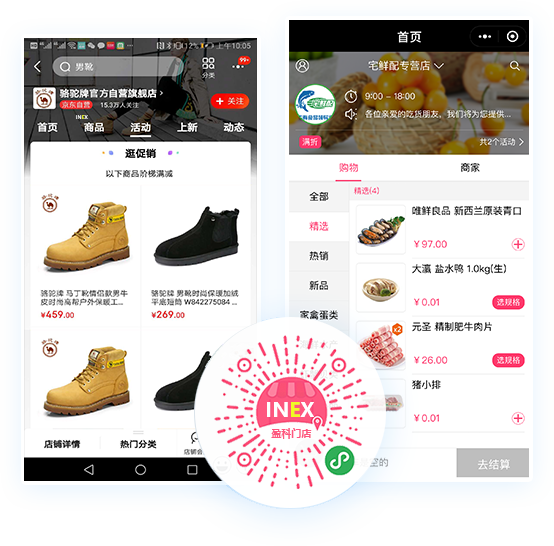 12% 上午10:05
男靴
分类
99+
骆驼牌官方自营旗舰店
京东自营 15.3万人关注
+ 关注
INEX
首页 商品 活动 上新 动态
逛促销
以下商品阶梯满减
骆驼牌 马丁靴情侣款男牛
皮时尚高帮户外保暖工...
¥459.00
骆驼牌 男靴时尚保暖加绒
平底短筒 W842275084 ...
¥269.00
店铺详情 热门分类 店铺会
首页
宅鲜配专营店
宅鲜配
9:00 – 18:00
各位亲爱的吃货朋友，我们将为您提供...
满折
共2个活动
购物 商家
全部
精选
热销
新品
家禽蛋类
精选(4)
唯鲜良品 新西兰原装青口
¥97.00
大瀛 盐水鸭 1.0kg(生)
¥0.01
选规格
x2
元圣 精制肥牛肉片
¥26.00
选规格
猪小排
¥0.01
空的
去结算
INEX
盈科门店